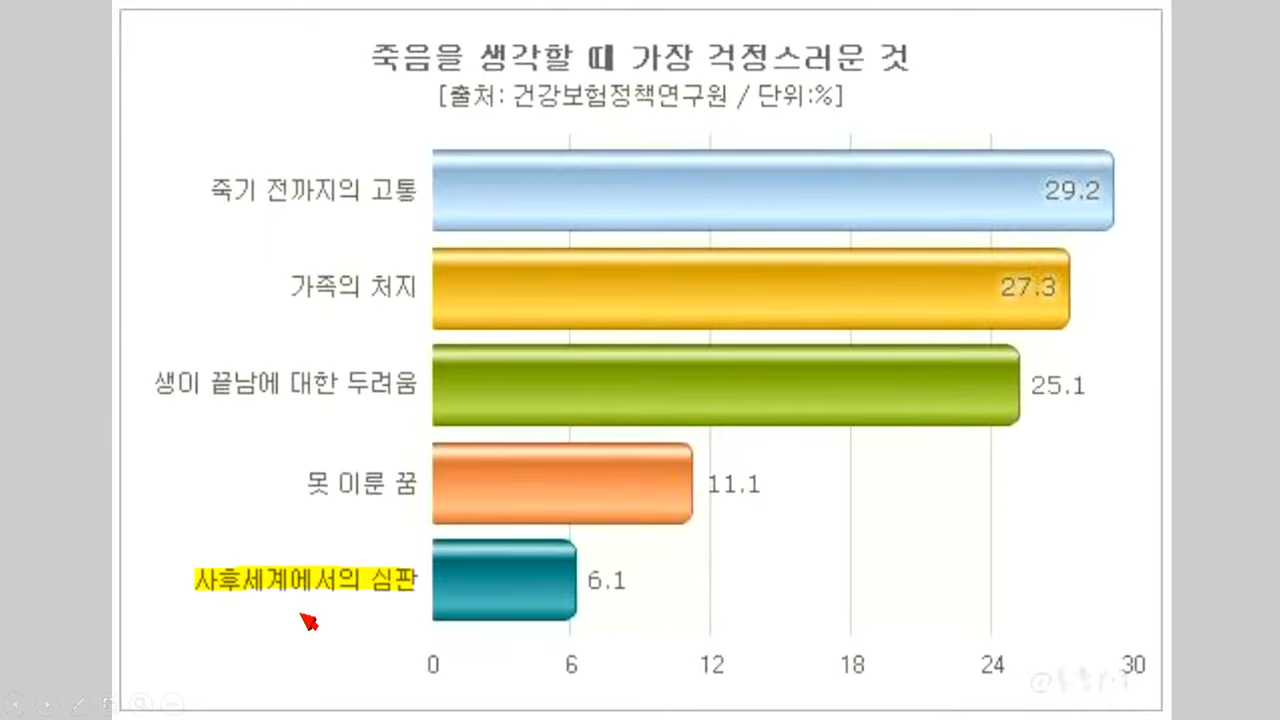 죽음을 생각할 때 가장 걱정스러운 것
[출처: 건강보험정책연구원 / 단위:%]
죽기 전까지의 고통 29.2
가족의 처지 27.3
생이 끝남에 대한 두려움 25.1
못 이룬 꿈 11.1
사후세계에서의 심판 6.1
0 6 12 18 24 30